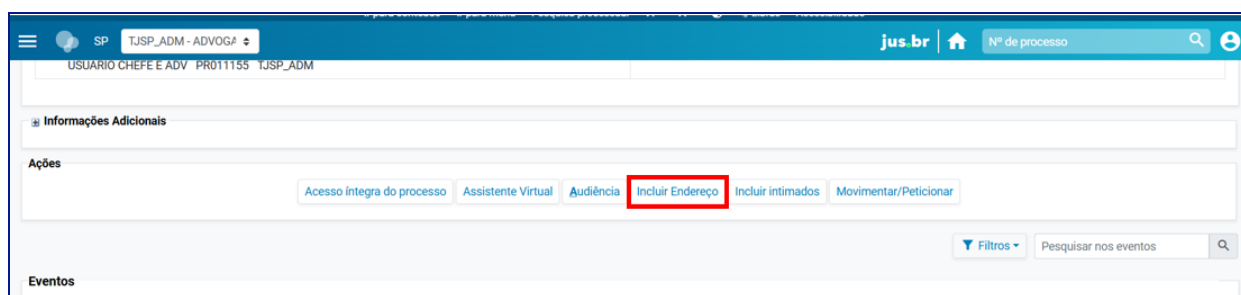 SP TJSP_ADM - ADVOGA jus.br Nº de processo
USUARIO CHEFE E ADV PR011155 TJSP_ADM
Informações Adicionais
Ações
Acesso íntegra do processo Assistente Virtual Audiência Incluir Endereço Incluir intimados Movimentar/Peticionar
Filtros Pesquisar nos eventos
Eventos